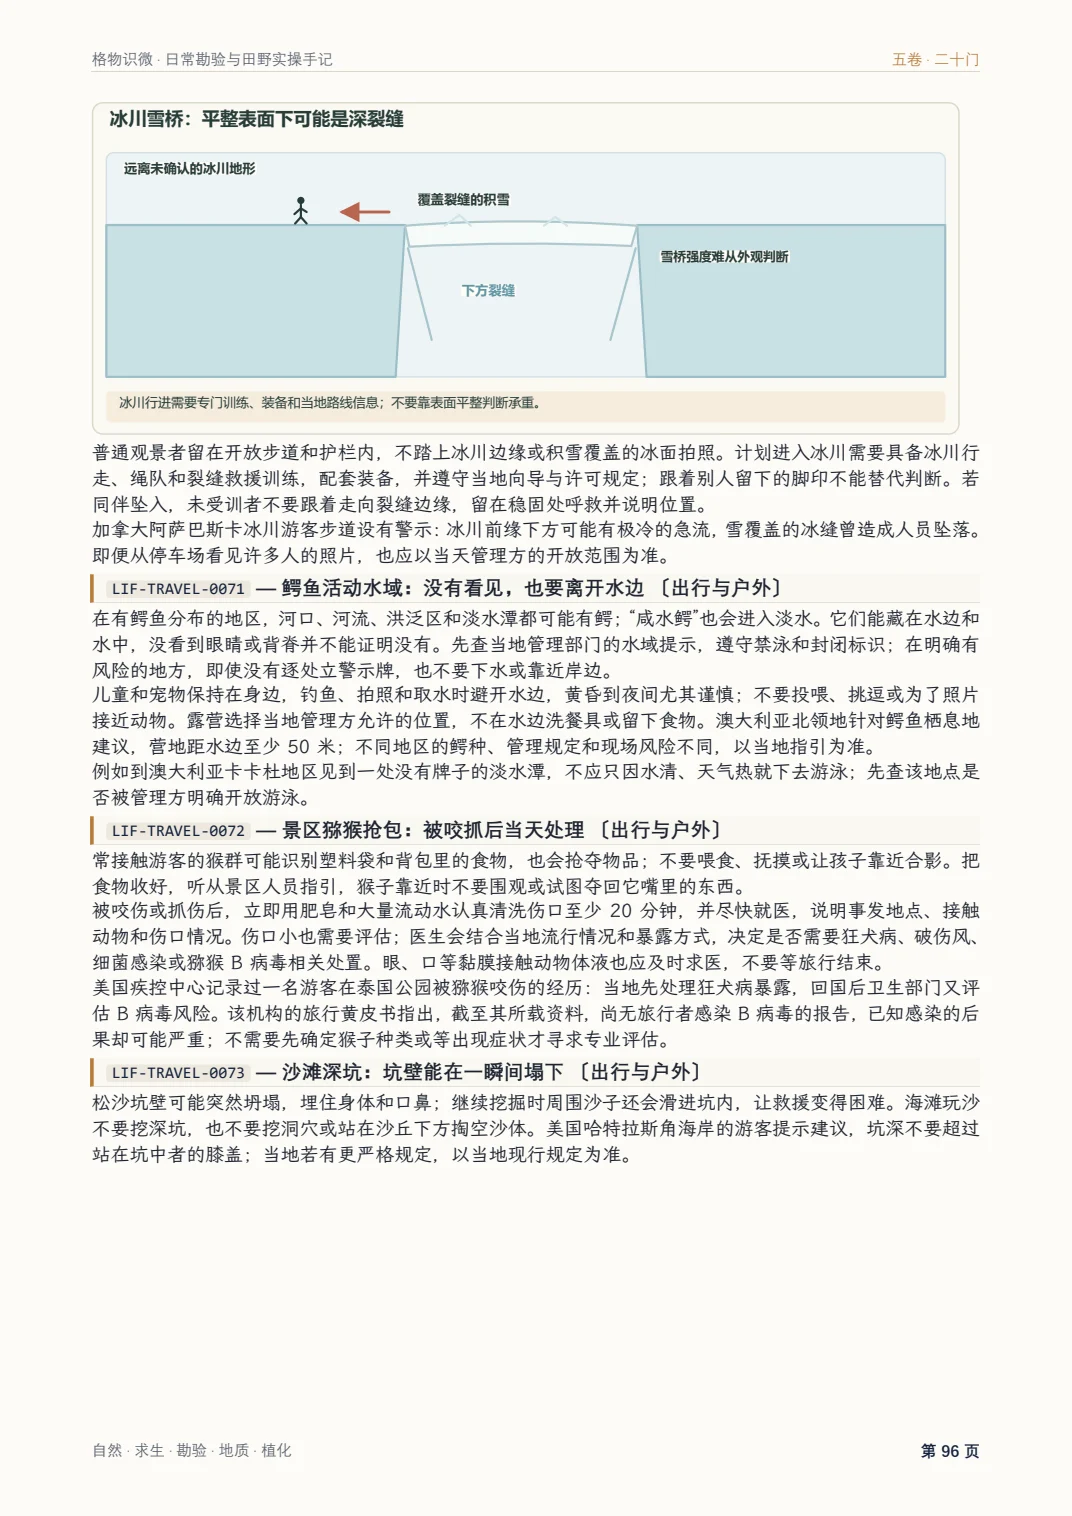 格物识微 · 日常勘验与田野实操手记
五卷 · 二十门
冰川雪桥：平整表面下可能是深裂缝
远离未确认的冰川地形
覆盖裂缝的积雪
雪桥强度难从外观判断
下方裂缝
冰川行进需要专门训练、装备和当地路线信息；不要靠表面平整判断承重。
普通观景者留在开放步道和护栏内，不踏上冰川边缘或积雪覆盖的冰面拍照。计划进入冰川需要具备冰川行
走、绳队和裂缝救援训练，配套装备，并遵守当地向导与许可规定；跟着别人留下的脚印不能替代判断。若
同伴坠入，未受训者不要跟着走向裂缝边缘，留在稳固处呼救并说明位置。
加拿大阿萨巴斯卡冰川游客步道设有警示：冰川前缘下方可能有极冷的急流，雪覆盖的冰缝曾造成人员坠落。
即便从停车场看见许多人的照片，也应以当天管理方的开放范围为准。
LIF-TRAVEL-0071 — 鳄鱼活动水域：没有看见，也要离开水边 〔出行与户外〕
在有鳄鱼分布的地区，河口、河流、洪泛区和淡水潭都可能有鳄；“咸水鳄”也会进入淡水。它们能藏在水边和
水中，没看到眼睛或背脊并不能证明没有。先查当地管理部门的水域提示，遵守禁泳和封闭标识；在明确有
风险的地方，即使没有逐处立警示牌，也不要下水或靠近岸边。
儿童和宠物保持在身边，钓鱼、拍照和取水时避开水边，黄昏到夜间尤其谨慎；不要投喂、挑逗或为了照片
接近动物。露营选择当地管理方允许的位置，不在水边洗餐具或留下食物。澳大利亚北领地针对鳄鱼栖息地
建议，营地距水边至少 50 米；不同地区的鳄种、管理规定和现场风险不同，以当地指引为准。
例如到澳大利亚卡卡杜地区见到一处没有牌子的淡水潭，不应只因水清、天气热就下去游泳；先查该地点是
否被管理方明确开放游泳。
LIF-TRAVEL-0072 — 景区猕猴抢包：被咬抓后当天处理 〔出行与户外〕
常接触游客的猴群可能识别塑料袋和背包里的食物，也会抢夺物品；不要喂食、抚摸或让孩子靠近合影。把
食物收好，听从景区人员指引，猴子靠近时不要围观或试图夺回它嘴里的东西。
被咬伤或抓伤后，立即用肥皂和大量流动水认真清洗伤口至少 20 分钟，并尽快就医，说明事发地点、接触
动物和伤口情况。伤口小也需要评估；医生会结合当地流行情况和暴露方式，决定是否需要狂犬病、破伤风、
细菌感染或猕猴 B 病毒相关处置。眼、口等黏膜接触动物体液也应及时求医，不要等旅行结束。
美国疾控中心记录过一名游客在泰国公园被猕猴咬伤的经历：当地先处理狂犬病暴露，回国后卫生部门又评
估 B 病毒风险。该机构的旅行黄皮书指出，截至其所载资料，尚无旅行者感染 B 病毒的报告，已知感染的后
果却可能严重；不需要先确定猴子种类或等出现症状才寻求专业评估。
LIF-TRAVEL-0073 — 沙滩深坑：坑壁能在一瞬间塌下 〔出行与户外〕
松沙坑壁可能突然坍塌，埋住身体和口鼻；继续挖掘时周围沙子还会滑进坑内，让救援变得困难。海滩玩沙
不要挖深坑，也不要挖洞穴或站在沙丘下方掏空沙体。美国哈特拉斯角海岸的游客提示建议，坑深不要超过
站在坑中者的膝盖；当地若有更严格规定，以当地现行规定为准。
自然 · 求生 · 勘验 · 地质 · 植化
第 96 页